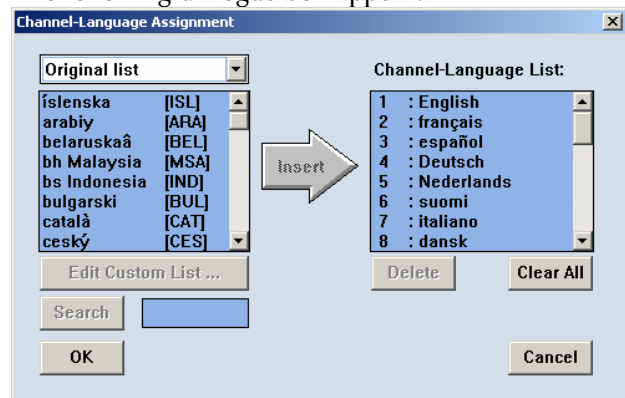 Channel-Language Assignment
Original list
íslenska [ISL]
arabiy [ARA]
belaruskaâ [BEL]
bh Malaysia [MSA]
bs Indonesia [IND]
bulgarski [BUL]
català [CAT]
ceský [CES]
Edit Custom List ...
Search
OK
Insert
Channel-Language List:
1 : English
2 : français
3 : español
4 : Deutsch
5 : Nederlands
6 : suomi
7 : italiano
8 : dansk
Delete
Clear All
Cancel